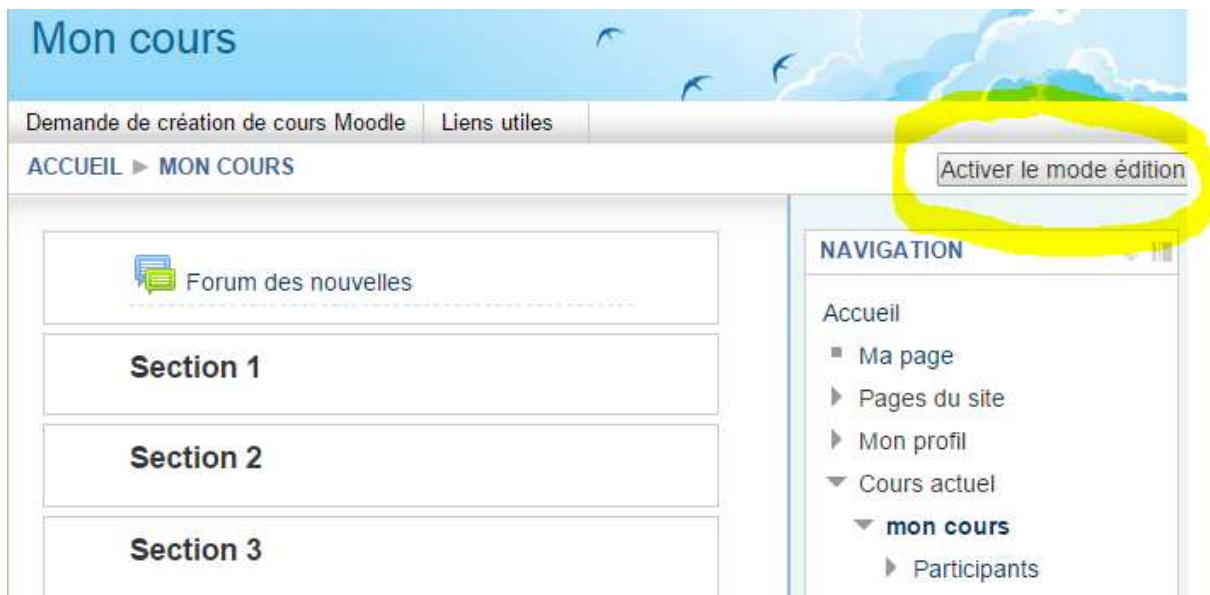 Mon cours
Demande de création de cours Moodle Liens utiles
ACCUEIL ► MON COURS
Activer le mode édition
Forum des nouvelles
Section 1
Section 2
Section 3
NAVIGATION
Accueil
Ma page
Pages du site
Mon profil
Cours actuel
mon cours
Participants